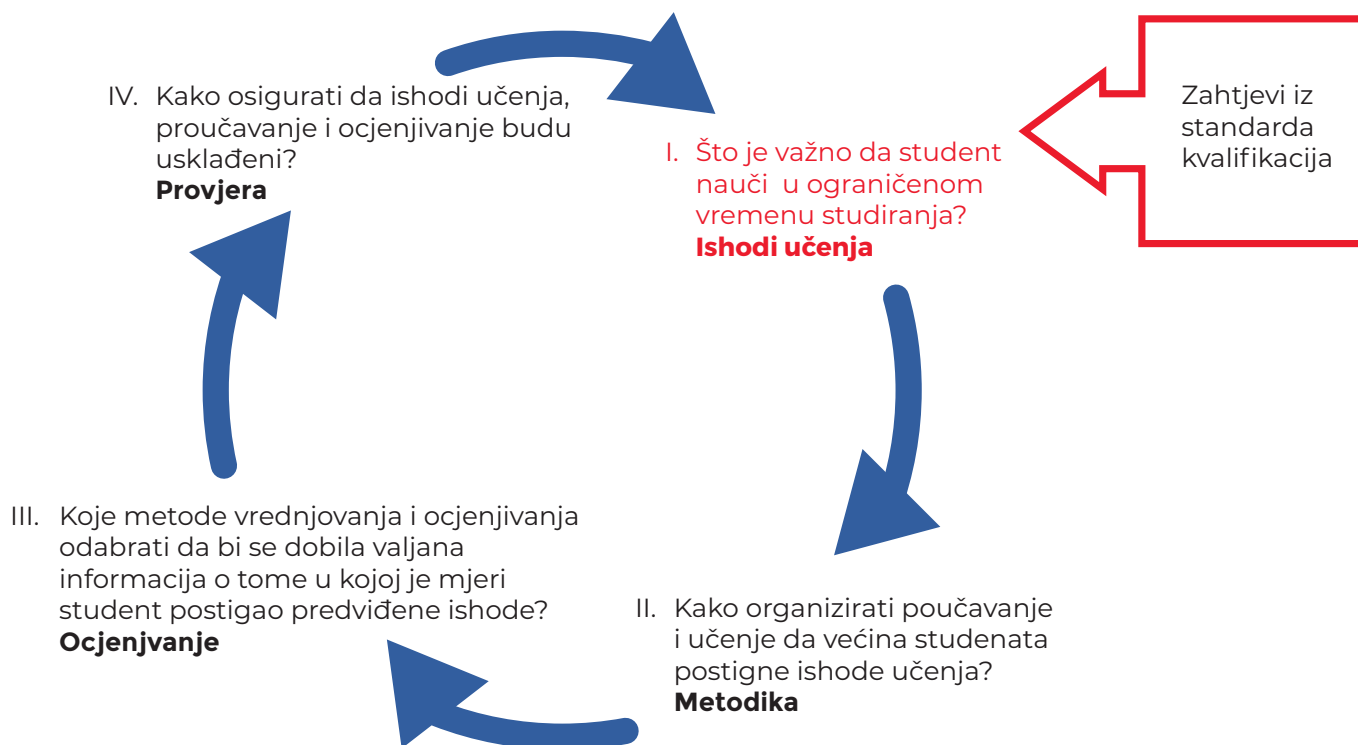 IV. Kako osigurati da ishodi učenja,
proučavanje i ocjenjivanje budu
usklađeni?
Provjera
I. Što je važno da student
nauči u ograničenom
vremenu studiranja?
Ishodi učenja
Zahtjevi iz
standarda
kvalifikacija
III. Koje metode vrednjovanja i ocjenjivanja
odabrati da bi se dobila valjana
informacija o tome u kojoj je mjeri
student postigao predviđene ishode?
Ocjenjvanje
II. Kako organizirati poučavanje
i učenje da većina studenata
postigne ishode učenja?
Metodika